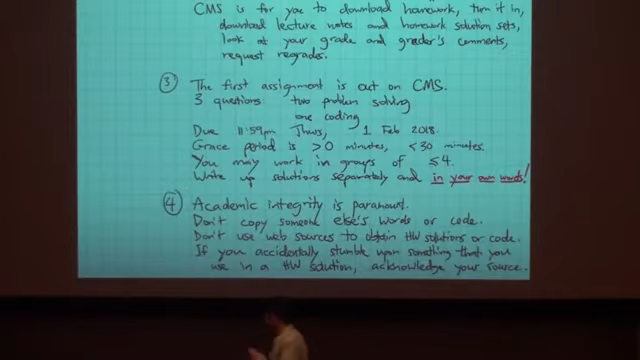 CMS is for you to download homework, turn it in,
download lecture notes and homework solution sets,
look at your grade and grader's comments,
request regrades.
③ The first assignment is out on CMS.
3 questions: two problem solving
one coding
Due 11:59pm Thurs, 1 Feb 2018.
Grace period is >0 minutes, <30 minutes.
You may work in groups of ≤4.
Write up solutions separately and in your own words!
④ Academic integrity is paramount.
Don't copy someone else's words or code.
Don't use web sources to obtain HW solutions or code.
If you accidentally stumble upon something that you
use in a HW solution, acknowledge your source.